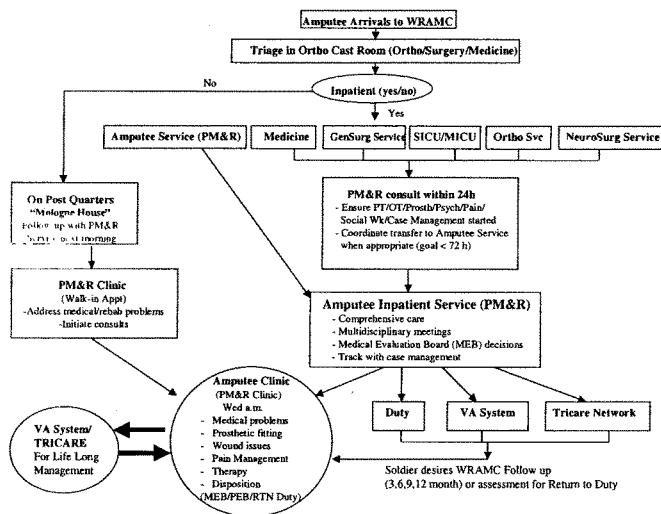 Amputee Arrivals to WRAMC
Triage in Ortho Cast Room (Ortho/Surgery/Medicine)
No
Inpatient (yes/no)
Yes
Amputee Service (PM&R)
Medicine
GenSurg Service
SICU/MICU
Ortho Svc
NeuroSurg Service
On Post Quarters
"Mologne House"
Follow up with PM&R
Service next morning
PM&R consult within 24h
- Ensure PT/OT/Prosth/Psych/Pain/
Social Wk/Case Management started
- Coordinate transfer to Amputee Service
when appropriate (goal < 72 h)
PM&R Clinic
(Walk-in Appt)
-Address medical/rehab problems
-Initiate consults
Amputee Inpatient Service (PM&R)
- Comprehensive care
- Multidisciplinary meetings
- Medical Evaluation Board (MEB) decisions
- Track with case management
Amputee Clinic
(PM&R Clinic)
Wed a.m.
- Medical problems
- Prosthetic fitting
- Wound issues
- Pain Management
- Therapy
- Disposition
(MEB/PEB/RTN Duty)
VA System/
TRICARE
For Life Long
Management
Duty
VA System
Tricare Network
Soldier desires WRAMC Follow up
(3,6,9,12 month) or assessment for Return to Duty